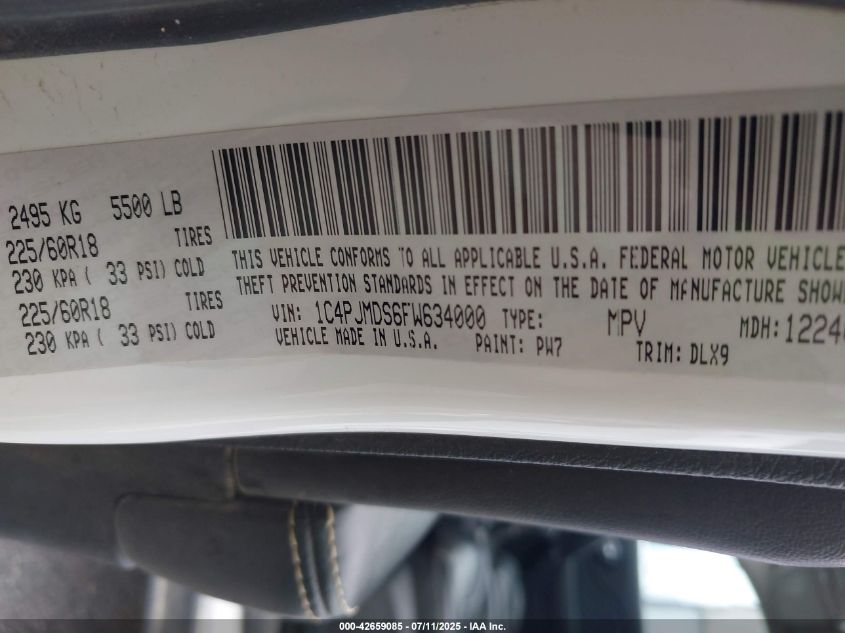 2495 KG 5500 LB
225/60R18 TIRES
230 KPA ( 33 PSI) COLD
225/60R18 TIRES
230 KPA ( 33 PSI) COLD
THIS VEHICLE CONFORMS TO ALL APPLICABLE U.S.A. FEDERAL MOTOR VEHICLE
THEFT PREVENTION STANDARDS IN EFFECT ON THE DATE OF MANUFACTURE SHOW
VIN: 1C4PJMDS6FW634000 TYPE: MPV MDH: 1224
VEHICLE MADE IN U.S.A. PAINT: PW7 TRIM: DLX9
000-42659085 - 07/11/2025 - IAA Inc.